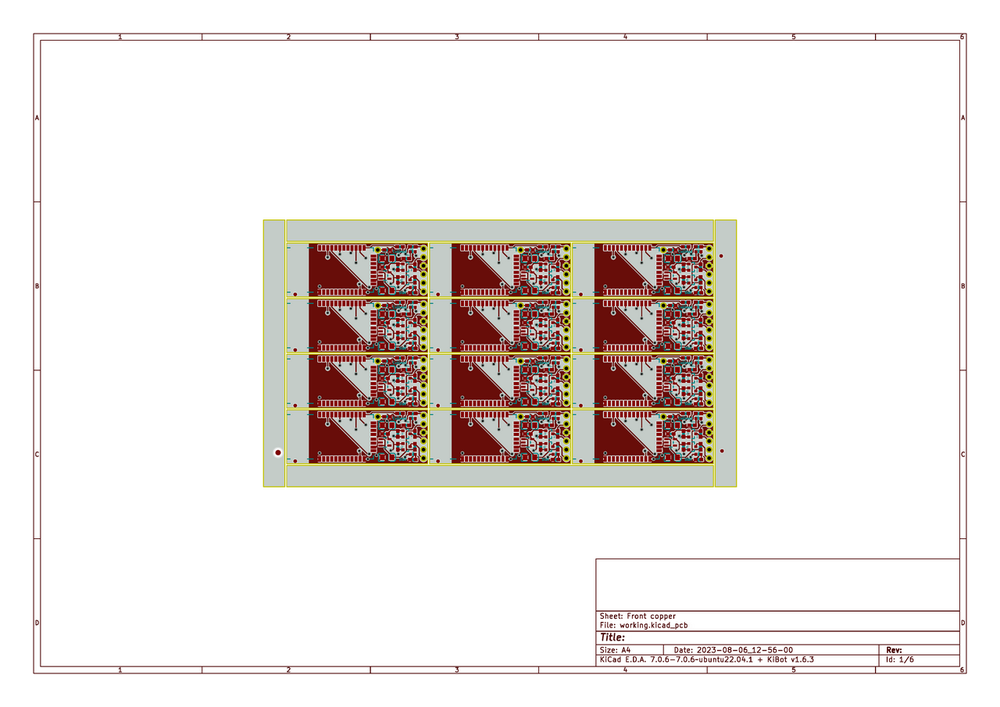 1 2 3 4 5 6
A A
B B
C C
D D
Sheet: Front copper
File: working.kicad_pcb
Title:
Size: A4 Date: 2023-08-06_12-56-00 Rev:
KiCad E.D.A. 7.0.6-7.0.6-ubuntu22.04.1 + KiBot v1.6.3 Id: 1/6
1 2 3 4 5 6